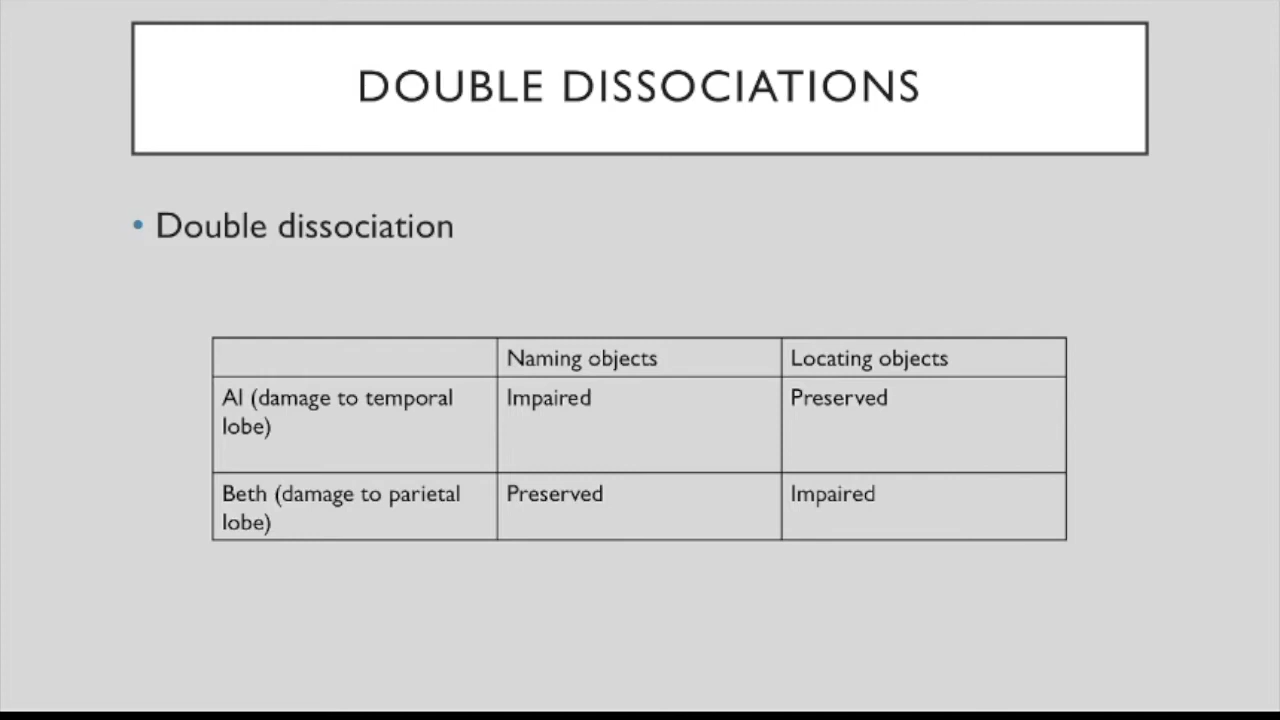 DOUBLE DISSOCIATIONS
• Double dissociation
Naming objects
Locating objects
Al (damage to temporal
lobe)
Impaired
Preserved
Beth (damage to parietal
lobe)
Preserved
Impaired